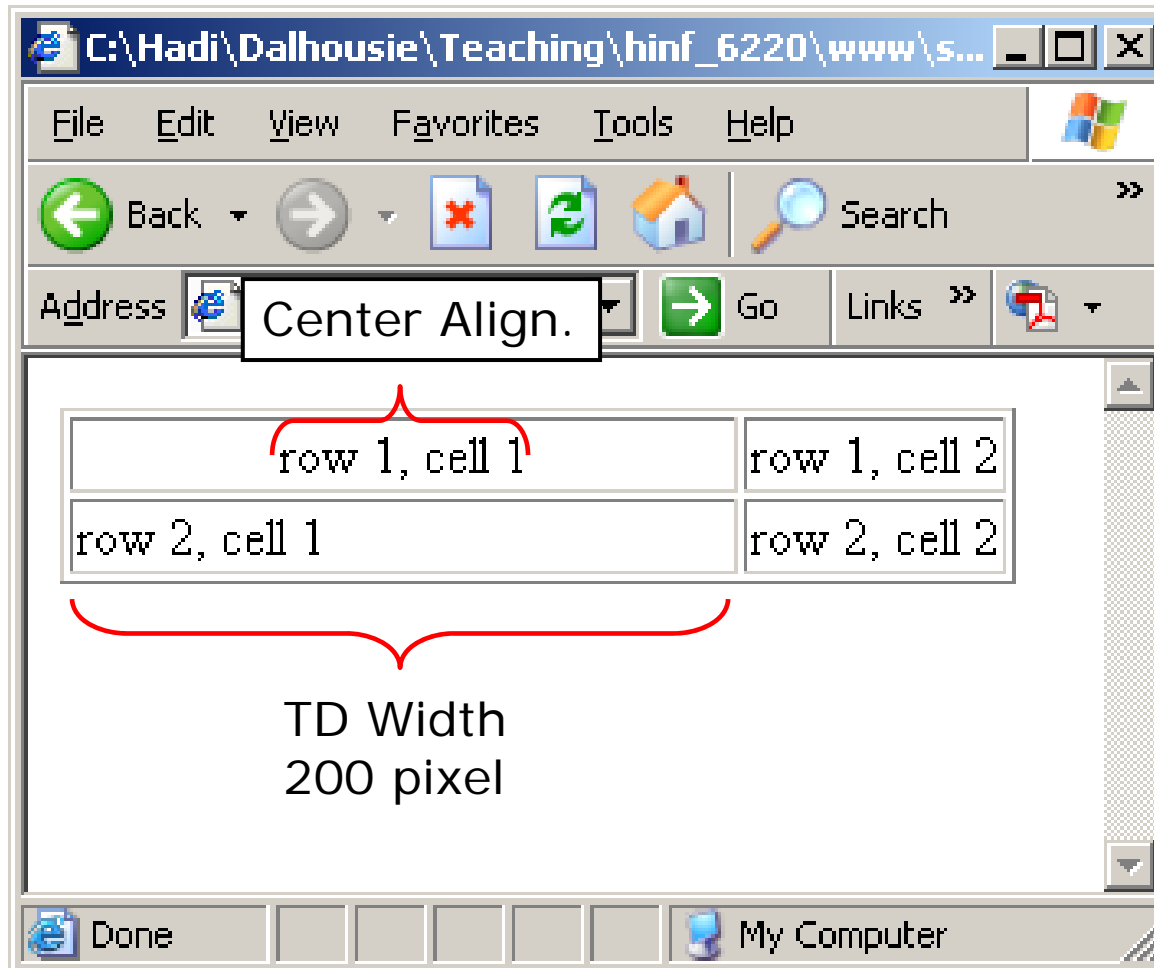 C:\Hadi\Dalhousie\Teaching\hinf_6220\www\s...
File Edit View Favorites Tools Help
Back Search
Address Go Links
Center Align.
row 1, cell 1 row 1, cell 2
row 2, cell 1 row 2, cell 2
TD Width
200 pixel
Done My Computer